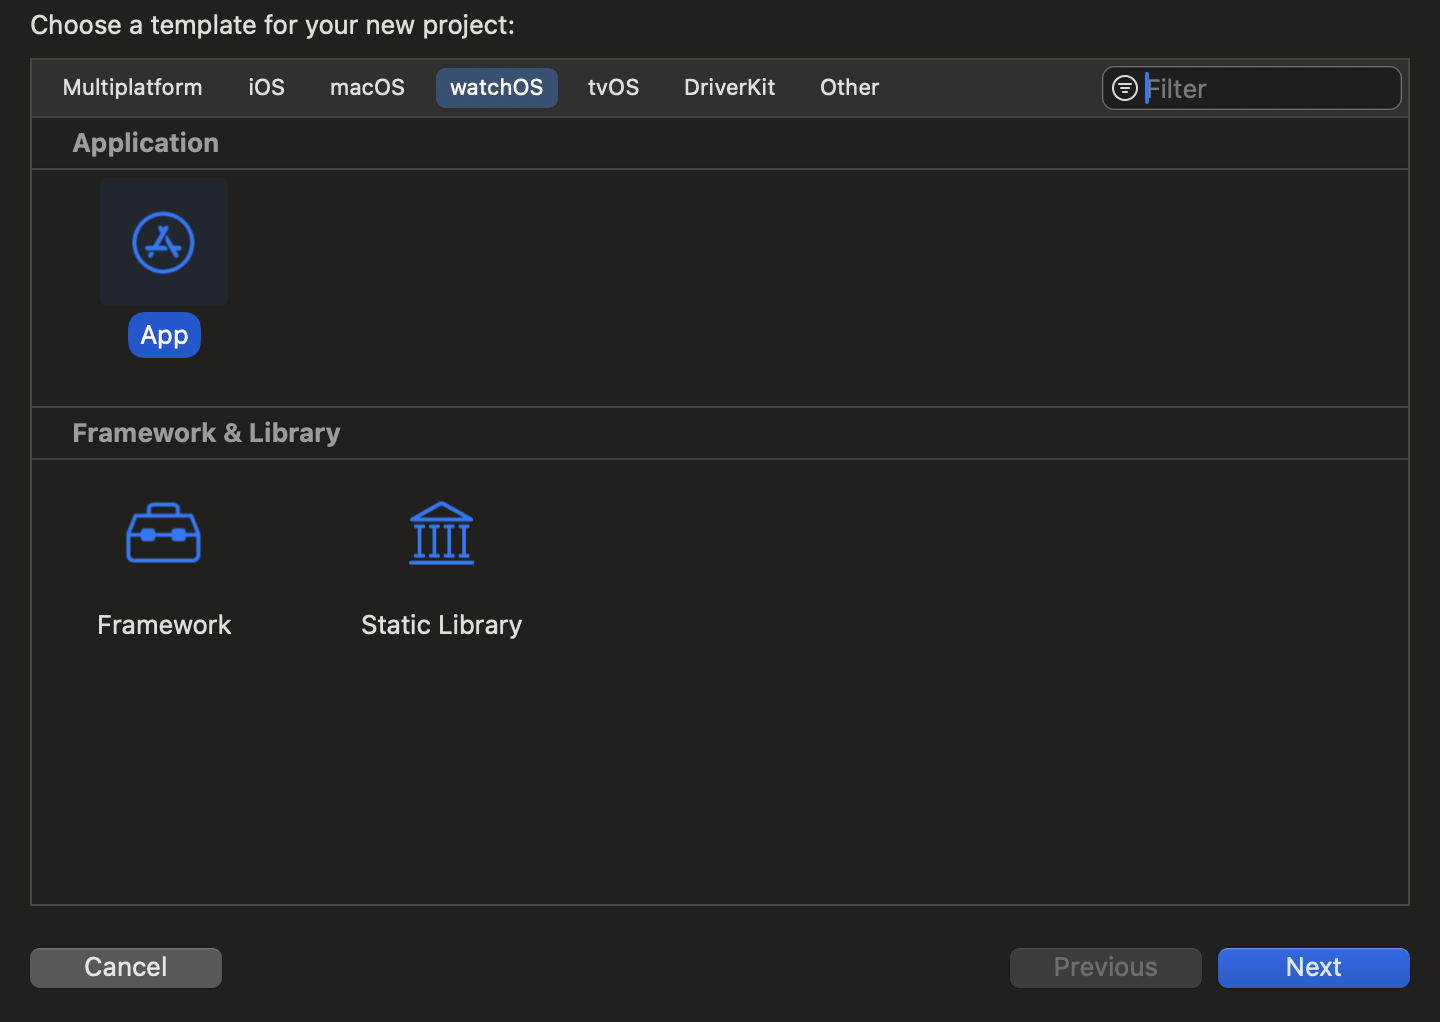 Choose a template for your new project:
Multiplatform iOS macOS watchOS tvOS DriverKit Other Filter
Application
App
Framework & Library
Framework Static Library
Cancel Previous Next